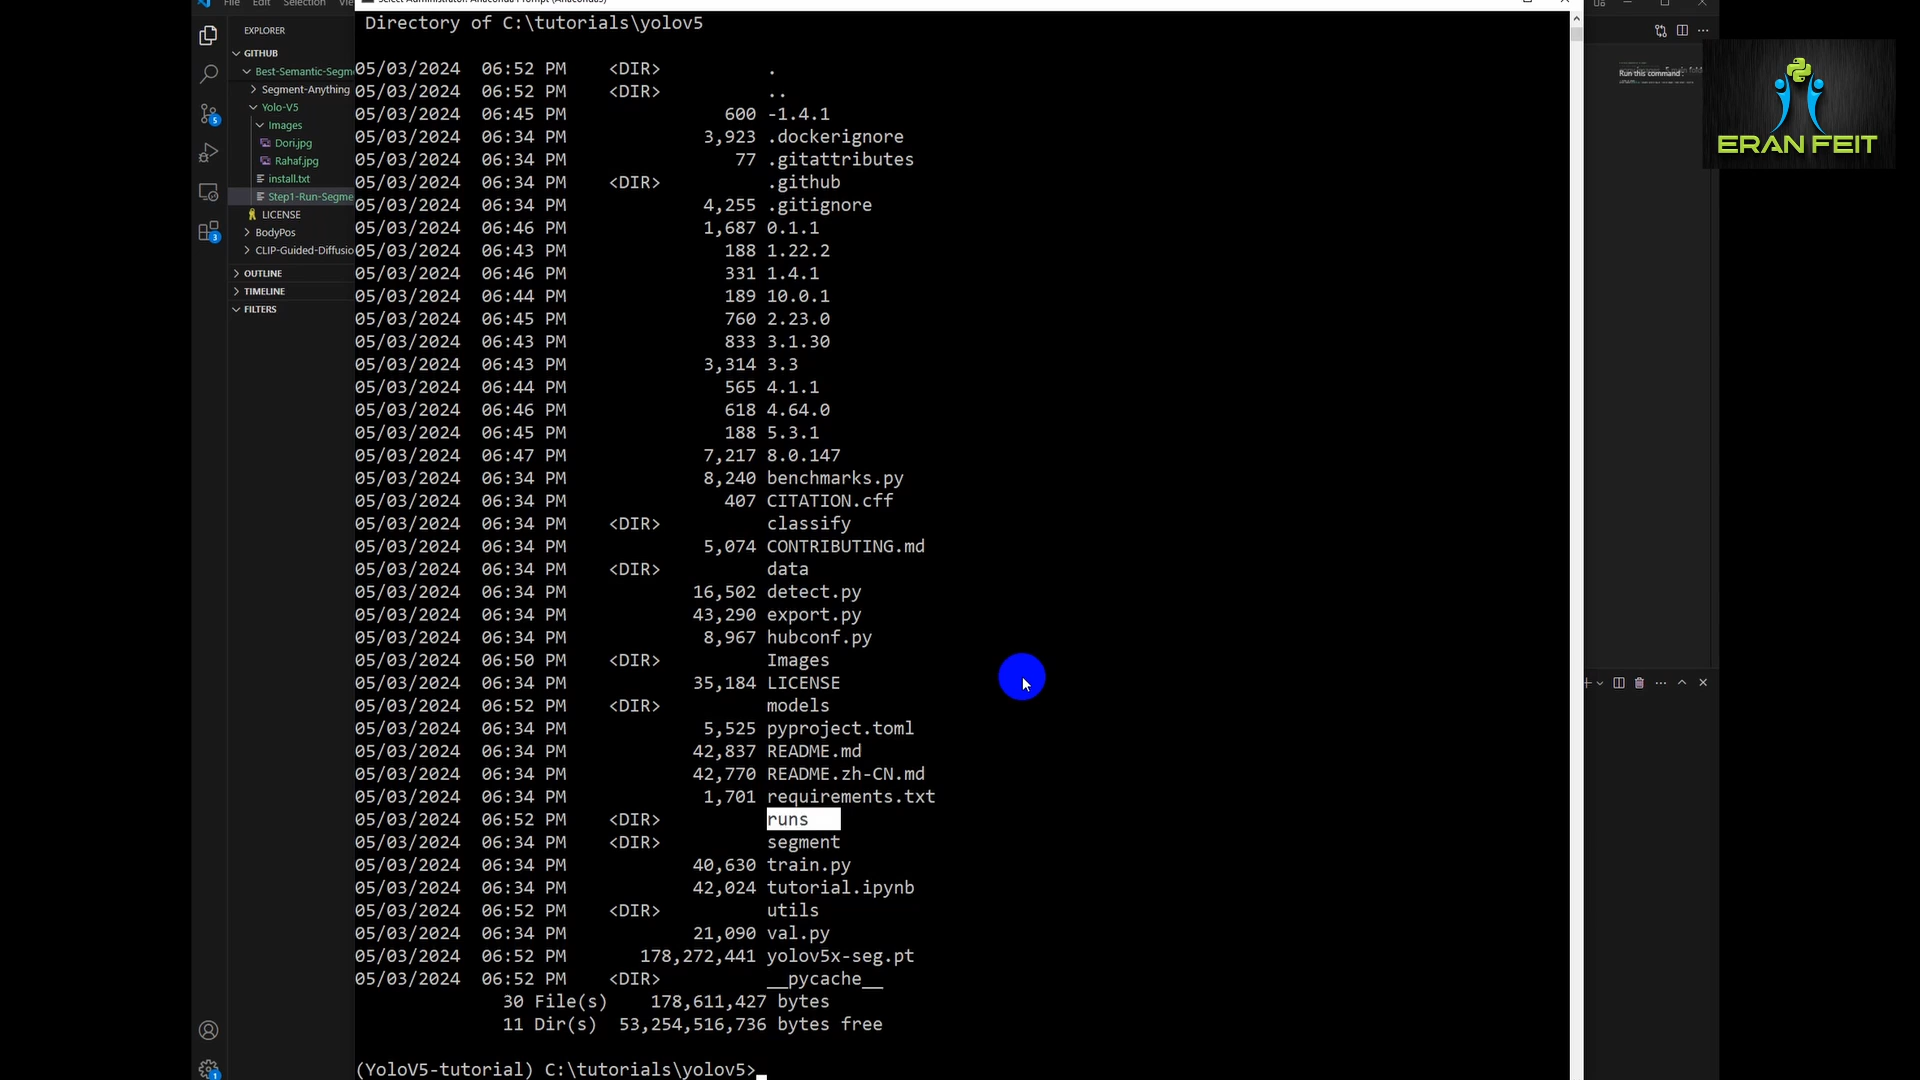 File Edit Selection
Select Administrator: Anaconda Prompt (Anaconda3)
EXPLORER
GITHUB
Best-Semantic-Segm
Segment-Anything
Yolo-V5
Images
Dori.jpg
Rahaf.jpg
install.txt
Step1-Run-Segme
LICENSE
BodyPos
CLIP-Guided-Diffusio
OUTLINE
TIMELINE
FILTERS
5
3
1
Directory of C:\tutorials\yolov5
05/03/2024 06:52 PM <DIR> .
05/03/2024 06:52 PM <DIR> ..
05/03/2024 06:45 PM 600 -1.4.1
05/03/2024 06:34 PM 3,923 .dockerignore
05/03/2024 06:34 PM 77 .gitattributes
05/03/2024 06:34 PM <DIR> .github
05/03/2024 06:34 PM 4,255 .gitignore
05/03/2024 06:46 PM 1,687 0.1.1
05/03/2024 06:43 PM 188 1.22.2
05/03/2024 06:46 PM 331 1.4.1
05/03/2024 06:44 PM 189 10.0.1
05/03/2024 06:45 PM 760 2.23.0
05/03/2024 06:43 PM 833 3.1.30
05/03/2024 06:43 PM 3,314 3.3
05/03/2024 06:44 PM 565 4.1.1
05/03/2024 06:46 PM 618 4.64.0
05/03/2024 06:45 PM 188 5.3.1
05/03/2024 06:47 PM 7,217 8.0.147
05/03/2024 06:34 PM 8,240 benchmarks.py
05/03/2024 06:34 PM 407 CITATION.cff
05/03/2024 06:34 PM <DIR> classify
05/03/2024 06:34 PM 5,074 CONTRIBUTING.md
05/03/2024 06:34 PM <DIR> data
05/03/2024 06:34 PM 16,502 detect.py
05/03/2024 06:34 PM 43,290 export.py
05/03/2024 06:34 PM 8,967 hubconf.py
05/03/2024 06:50 PM <DIR> Images
05/03/2024 06:34 PM 35,184 LICENSE
05/03/2024 06:52 PM <DIR> models
05/03/2024 06:34 PM 5,525 pyproject.toml
05/03/2024 06:34 PM 42,837 README.md
05/03/2024 06:34 PM 42,770 README.zh-CN.md
05/03/2024 06:34 PM 1,701 requirements.txt
05/03/2024 06:52 PM <DIR> runs
05/03/2024 06:34 PM <DIR> segment
05/03/2024 06:34 PM 40,630 train.py
05/03/2024 06:34 PM 42,024 tutorial.ipynb
05/03/2024 06:52 PM <DIR> utils
05/03/2024 06:34 PM 21,090 val.py
05/03/2024 06:52 PM 178,272,441 yolov5x-seg.pt
05/03/2024 06:52 PM <DIR> __pycache__
30 File(s) 178,611,427 bytes
11 Dir(s) 53,254,516,736 bytes free
(YoloV5-tutorial) C:\tutorials\yolov5>
Run this command :
ERAN FEIT